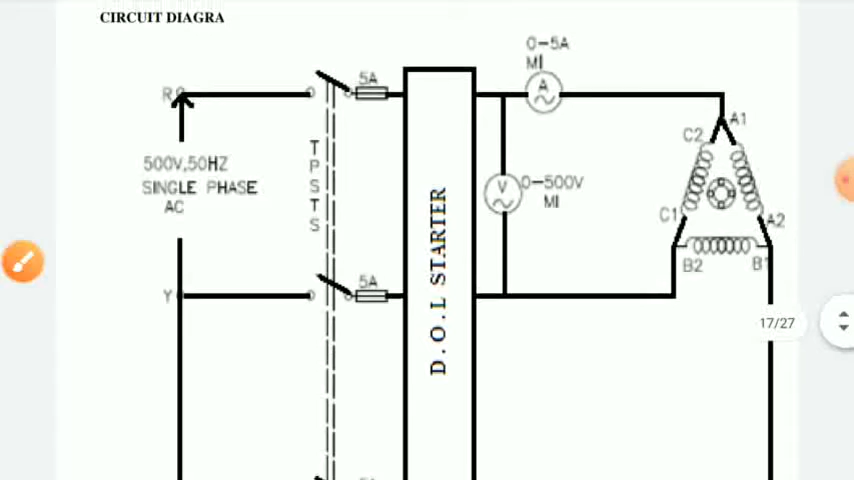 CIRCUIT DIAGRA
0-5A
MI
5A
R
A
A1
C2
TPSTS
500V,50HZ
SINGLE PHASE
AC
V
0-500V
MI
D.O.L STARTER
C1
A2
B2
B1
5A
Y
17/27